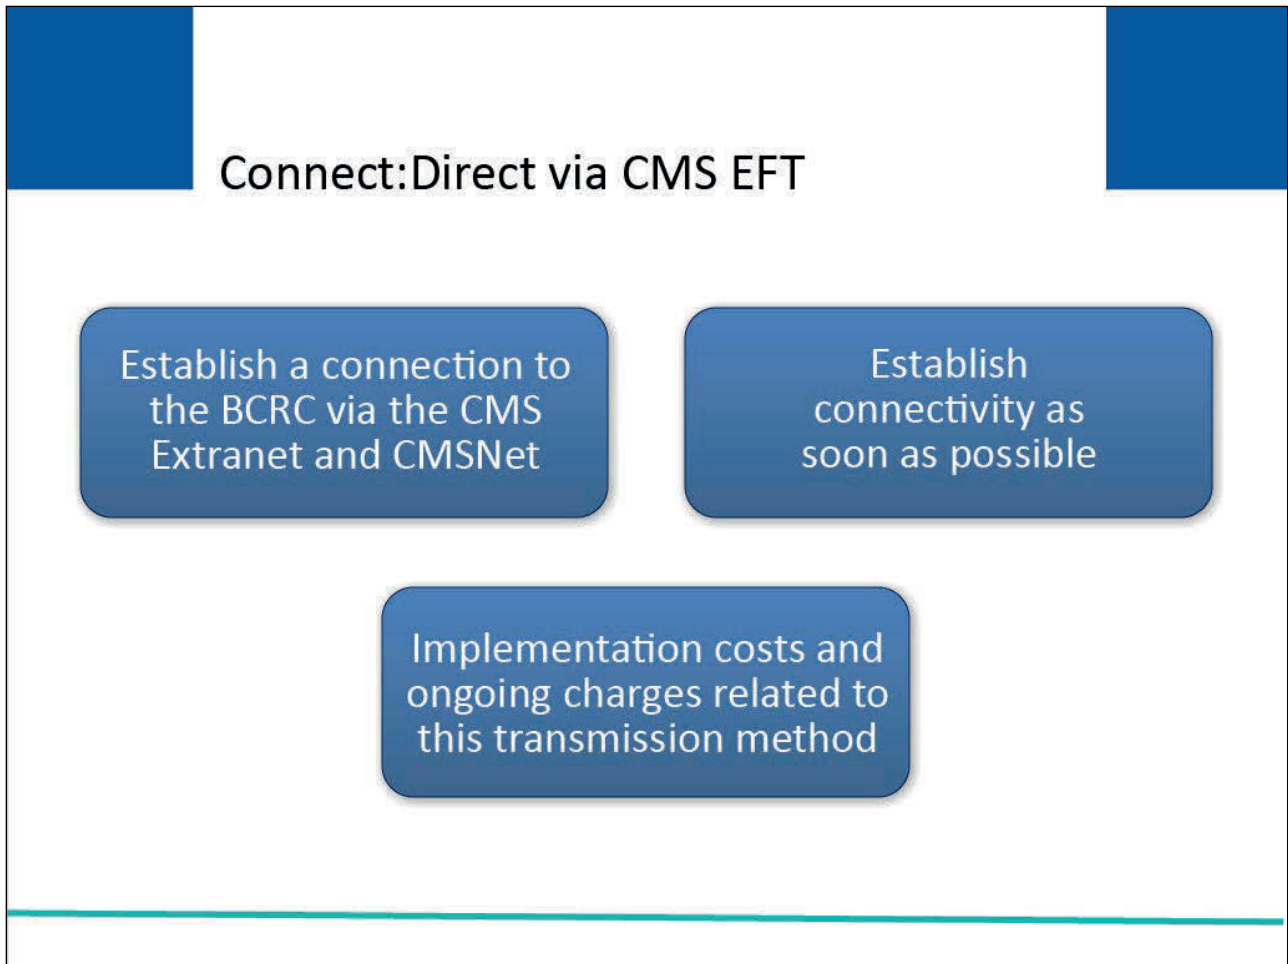 Connect:Direct via CMS EFT
Establish a connection to
the BCRC via the CMS
Extranet and CMSNet
Establish
connectivity as
soon as possible
Implementation costs and
ongoing charges related to
this transmission method